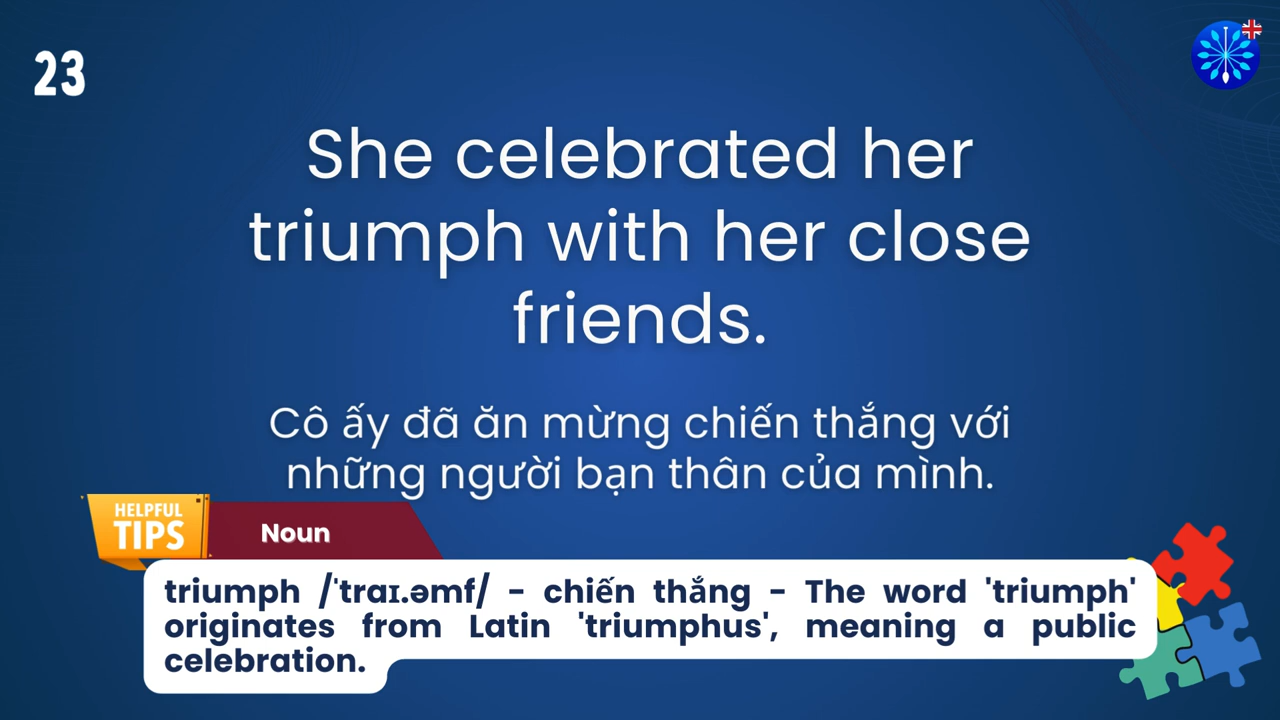 23
She celebrated her
triumph with her close
friends.
Cô ấy đã ăn mừng chiến thắng với
những người bạn thân của mình.
HELPFUL
TIPS
Noun
triumph /'traɪ.əmf/ - chiến thắng - The word 'triumph'
originates from Latin 'triumphus', meaning a public
celebration.